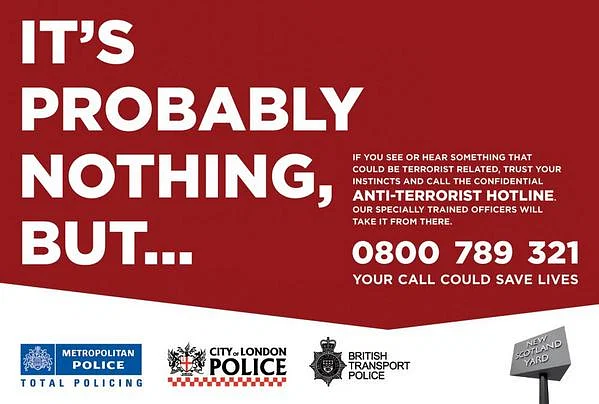 IT'S
PROBABLY
NOTHING,
BUT...
IF YOU SEE OR HEAR SOMETHING THAT
COULD BE TERRORIST RELATED, TRUST YOUR
INSTINCTS AND CALL THE CONFIDENTIAL
ANTI-TERRORIST HOTLINE.
OUR SPECIALLY TRAINED OFFICERS WILL
TAKE IT FROM THERE.
0800 789 321
YOUR CALL COULD SAVE LIVES
METROPOLITAN
POLICE
TOTAL POLICING
CITY OF LONDON
POLICE
BRITISH
TRANSPORT
POLICE
NEW
SCOTLAND
YARD